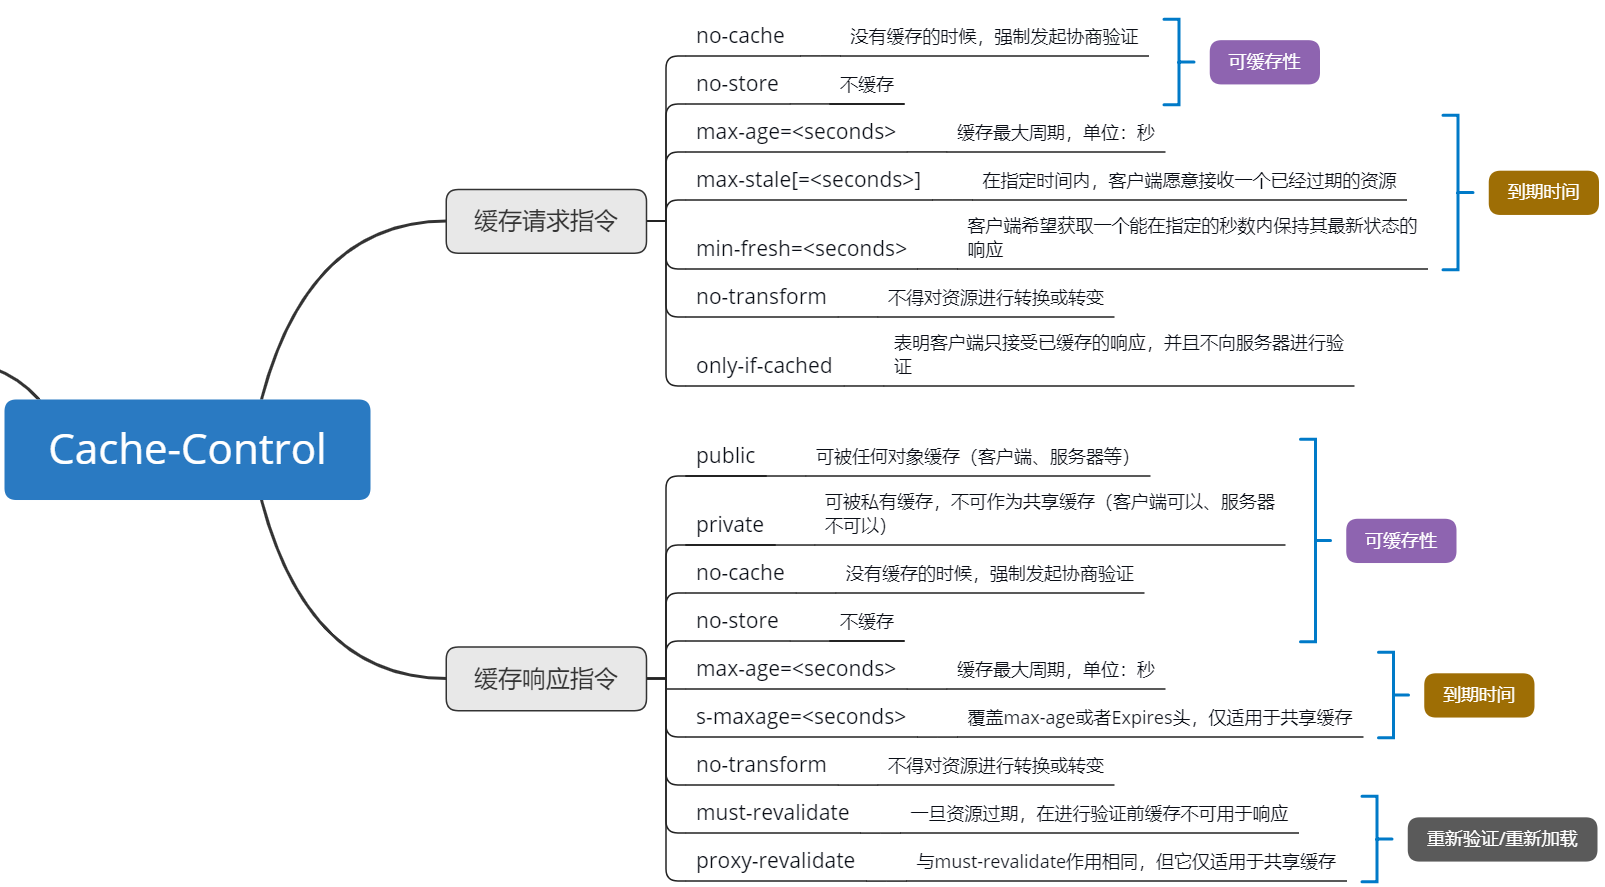 Cache-Control
缓存请求指令
no-cache 没有缓存的时候，强制发起协商验证
no-store 不缓存
可缓存性
max-age=<seconds> 缓存最大周期，单位：秒
max-stale[=<seconds>] 在指定时间内，客户端愿意接收一个已经过期的资源
min-fresh=<seconds> 客户端希望获取一个能在指定的秒数内保持其最新状态的
响应
到期时间
no-transform 不得对资源进行转换或转变
only-if-cached 表明客户端只接受已缓存的响应，并且不向服务器进行验
证
缓存响应指令
public 可被任何对象缓存（客户端、服务器等）
private 可被私有缓存，不可作为共享缓存（客户端可以、服务器
不可以）
no-cache 没有缓存的时候，强制发起协商验证
no-store 不缓存
可缓存性
max-age=<seconds> 缓存最大周期，单位：秒
s-maxage=<seconds> 覆盖max-age或者Expires头，仅适用于共享缓存
到期时间
no-transform 不得对资源进行转换或转变
must-revalidate 一旦资源过期，在进行验证前缓存不可用于响应
proxy-revalidate 与must-revalidate作用相同，但它仅适用于共享缓存
重新验证/重新加载